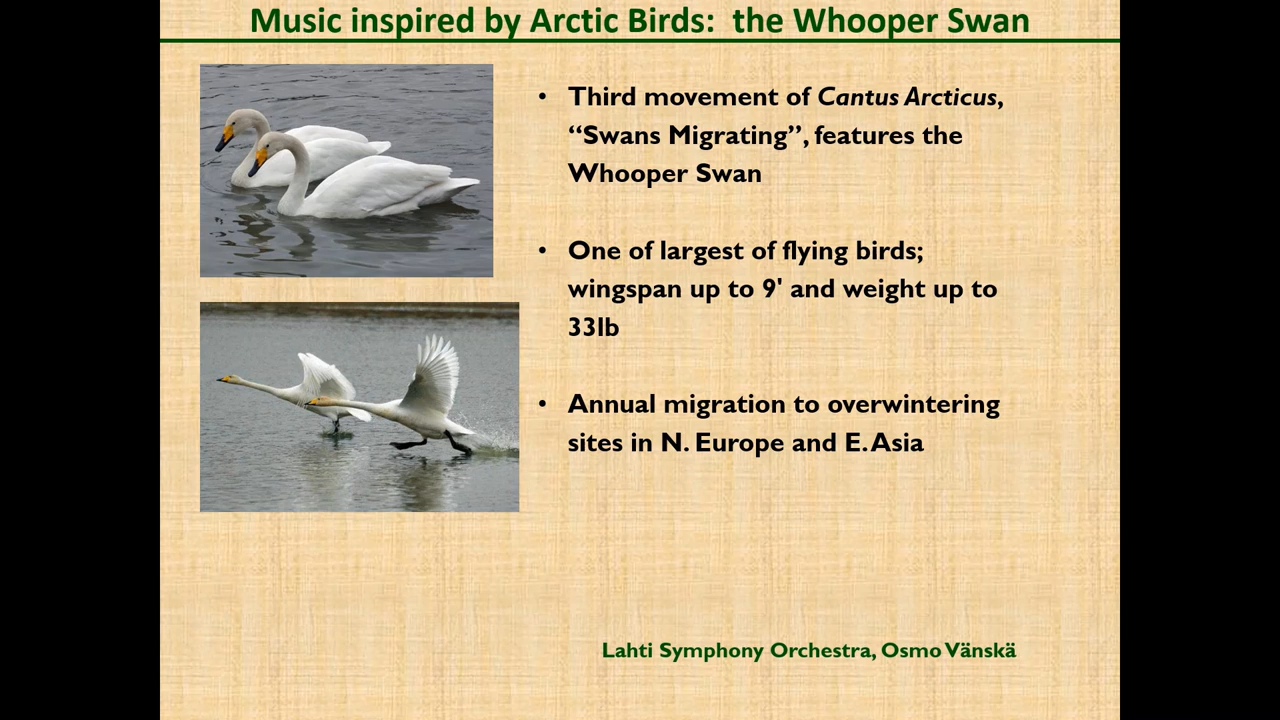 Music inspired by Arctic Birds:  the Whooper Swan
• Third movement of Cantus Arcticus,
“Swans Migrating”, features the
Whooper Swan
• One of largest of flying birds;
wingspan up to 9' and weight up to
33lb
• Annual migration to overwintering
sites in N. Europe and E. Asia
Lahti Symphony Orchestra, Osmo Vänskä